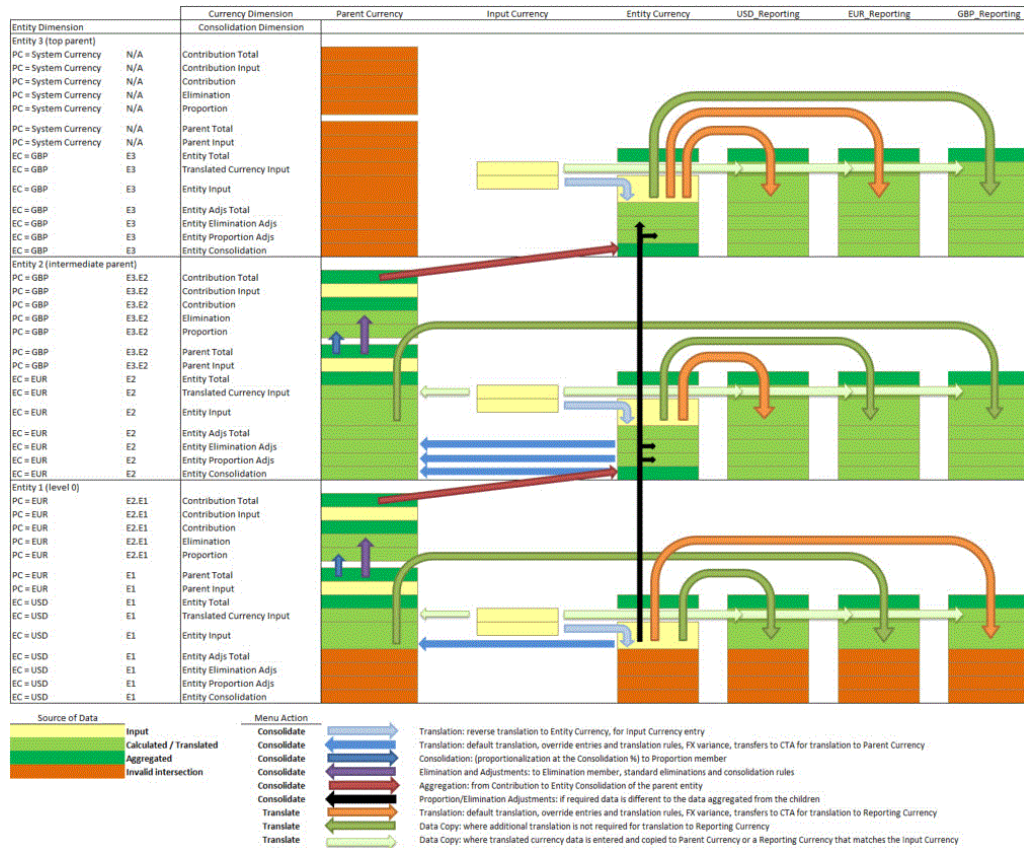 Currency Dimension Parent Currency Input Currency Entity Currency USD_Reporting EUR_Reporting GBP_Reporting
Entity Dimension Consolidation Dimension
Entity 3 (top parent)
PC = System Currency N/A Contribution Total
PC = System Currency N/A Contribution Input
PC = System Currency N/A Contribution
PC = System Currency N/A Elimination
PC = System Currency N/A Proportion
PC = System Currency N/A Parent Total
PC = System Currency N/A Parent Input
EC = GBP E3 Entity Total
EC = GBP E3 Translated Currency Input
EC = GBP E3 Entity Input
EC = GBP E3 Entity Adjs Total
EC = GBP E3 Entity Elimination Adjs
EC = GBP E3 Entity Proportion Adjs
EC = GBP E3 Entity Consolidation
Entity 2 (intermediate parent)
PC = GBP E3.E2 Contribution Total
PC = GBP E3.E2 Contribution Input
PC = GBP E3.E2 Contribution
PC = GBP E3.E2 Elimination
PC = GBP E3.E2 Proportion
PC = GBP E3.E2 Parent Total
PC = GBP E3.E2 Parent Input
EC = EUR E2 Entity Total
EC = EUR E2 Translated Currency Input
EC = EUR E2 Entity Input
EC = EUR E2 Entity Adjs Total
EC = EUR E2 Entity Elimination Adjs
EC = EUR E2 Entity Proportion Adjs
EC = EUR E2 Entity Consolidation
Entity 1 (level 0)
PC = EUR E2.E1 Contribution Total
PC = EUR E2.E1 Contribution Input
PC = EUR E2.E1 Contribution
PC = EUR E2.E1 Elimination
PC = EUR E2.E1 Proportion
PC = EUR E1 Parent Total
PC = EUR E1 Parent Input
EC = USD E1 Entity Total
EC = USD E1 Translated Currency Input
EC = USD E1 Entity Input
EC = USD E1 Entity Adjs Total
EC = USD E1 Entity Elimination Adjs
EC = USD E1 Entity Proportion Adjs
EC = USD E1 Entity Consolidation
Source of Data Menu Action
Input Consolidate Translation: reverse translation to Entity Currency, for Input Currency entry
Calculated / Translated Consolidate Translation: default translation, override entries and translation rules, FX variance, transfers to CTA for translation to Parent Currency
Aggregated Consolidate Consolidation: (proportionalization at the Consolidation %) to Proportion member
Invalid intersection Consolidate Elimination and Adjustments: to Elimination member, standard eliminations and consolidation rules
Consolidate Aggregation: from Contribution to Entity Consolidation of the parent entity
Consolidate Proportion/Elimination Adjustments: if required data is different to the data aggregated from the children
Translate Translation: default translation, override entries and translation rules, FX variance, transfers to CTA for translation to Reporting Currency
Translate Data Copy: where additional translation is not required for translation to Reporting Currency
Translate Data Copy: where translated currency data is entered and copied to Parent Currency or a Reporting Currency that matches the Input Currency